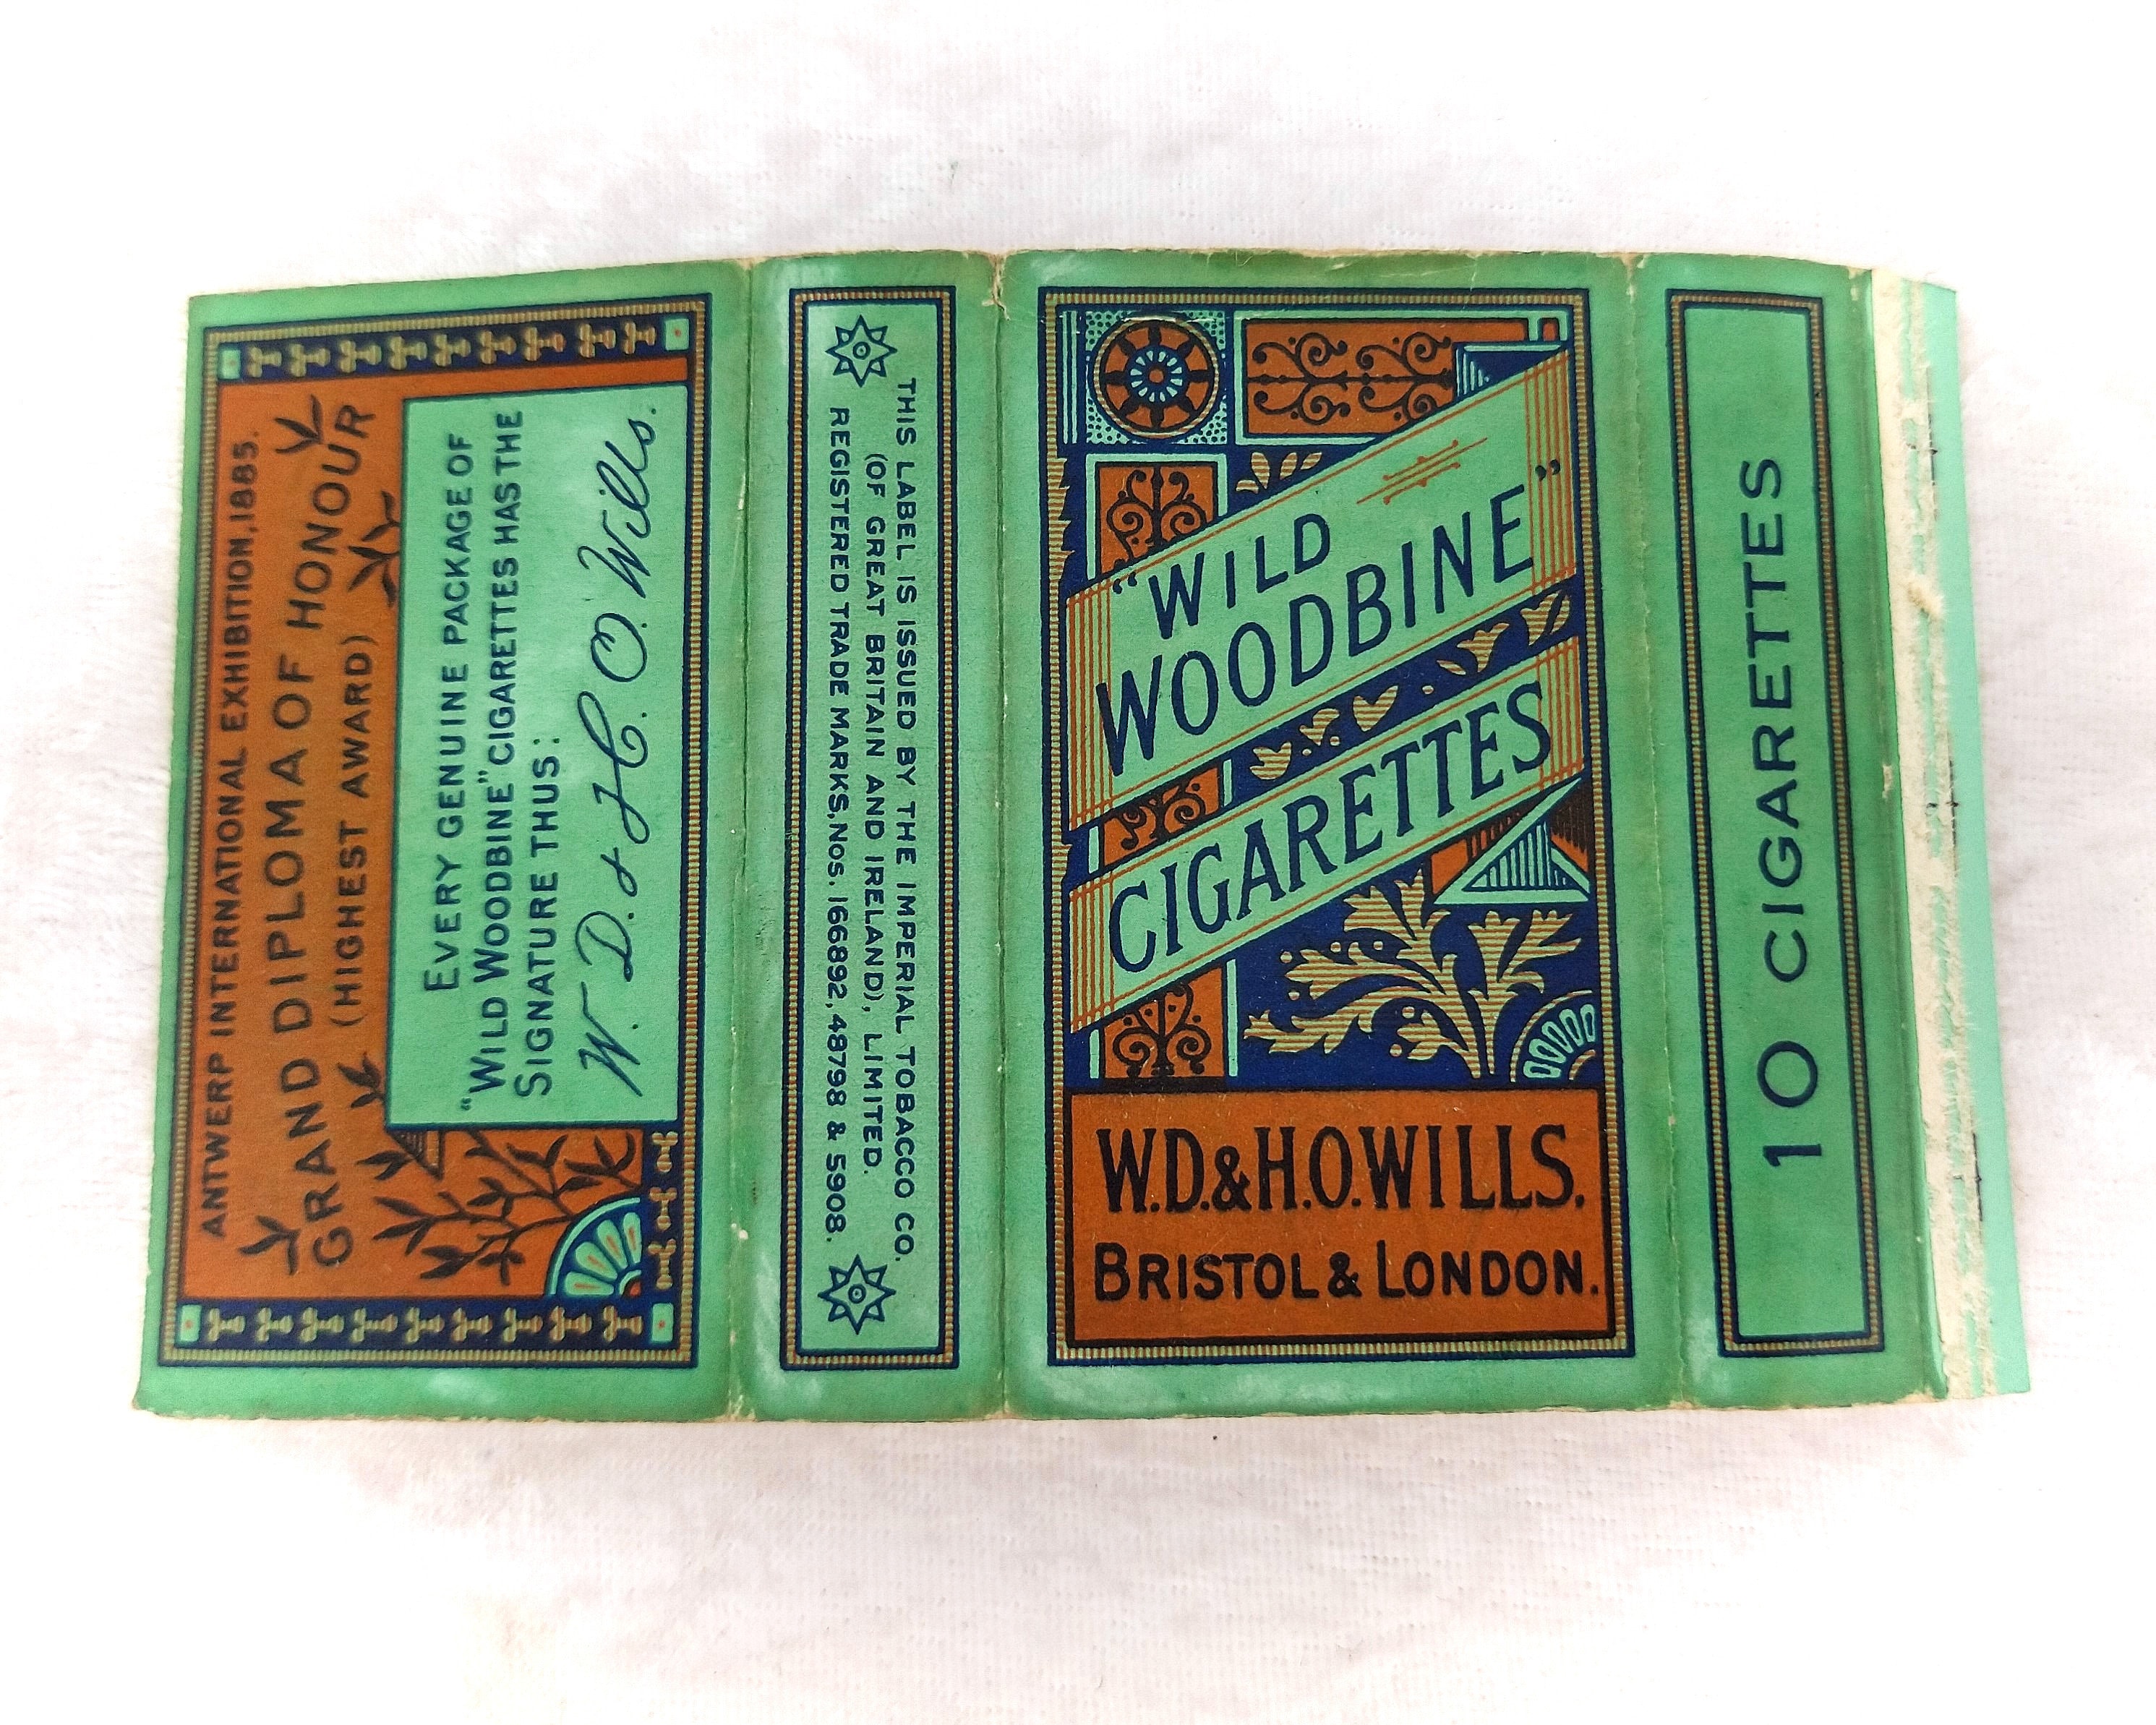 ANTWERP INTERNATIONAL EXHIBITION, 1885.
GRAND DIPLOMA OF HONOUR
(HIGHEST AWARD)
EVERY GENUINE PACKAGE OF
"WILD WOODBINE" CIGARETTES HAS THE
SIGNATURE THUS:
W. D. & H. O. Wills.
THIS LABEL IS ISSUED BY THE IMPERIAL TOBACCO CO.
(OF GREAT BRITAIN AND IRELAND), LIMITED.
REGISTERED TRADE MARKS, Nos. 166892, 48798 & 5908.
"WILD
WOODBINE"
CIGARETTES
W.D.&H.O.WILLS.
BRISTOL & LONDON.
10 CIGARETTES